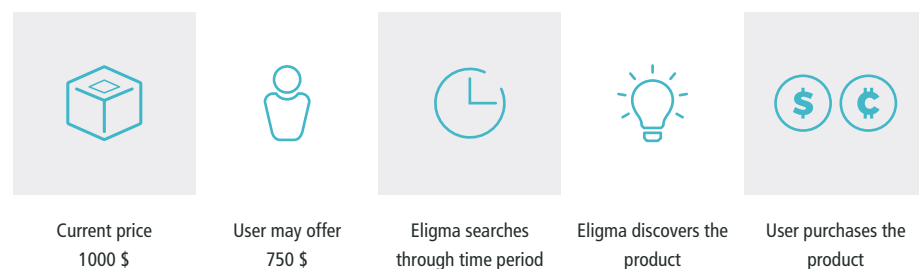 Current price
1000 $
User may offer
750 $
Eligma searches
through time period
Eligma discovers the
product
User purchases the
product